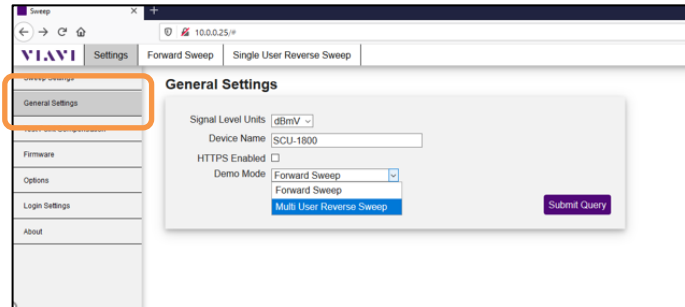 Sweep
10.0.0.25/#
VIAVI
Settings
Forward Sweep
Single User Reverse Sweep
Sweep Settings
General Settings
Firmware
Options
Login Settings
About
General Settings
Signal Level Units dBmV
Device Name SCU-1800
HTTPS Enabled
Demo Mode Forward Sweep
Forward Sweep
Multi User Reverse Sweep
Submit Query